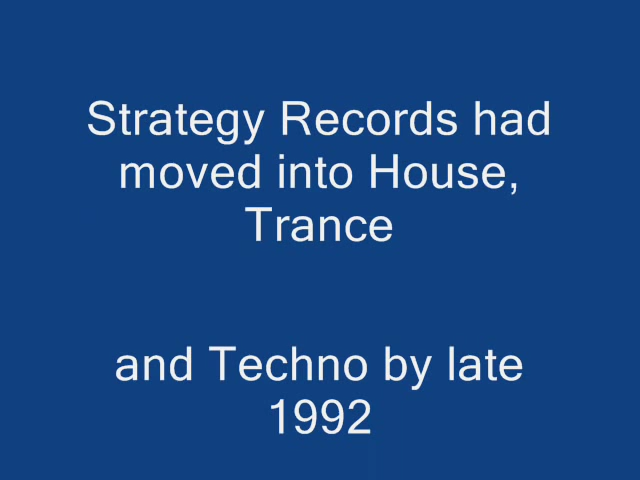 Strategy Records had
moved into House,
Trance
and Techno by late
1992